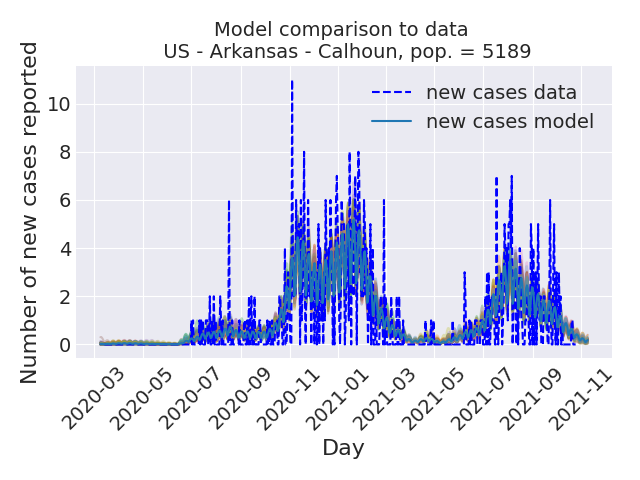 Model comparison to data
US - Arkansas - Calhoun, pop. = 5189
Number of new cases reported
10
8
6
4
2
0
new cases data
new cases model
2020-03
2020-05
2020-07
2020-09
2020-11
2021-01
2021-03
2021-05
2021-07
2021-09
2021-11
Day